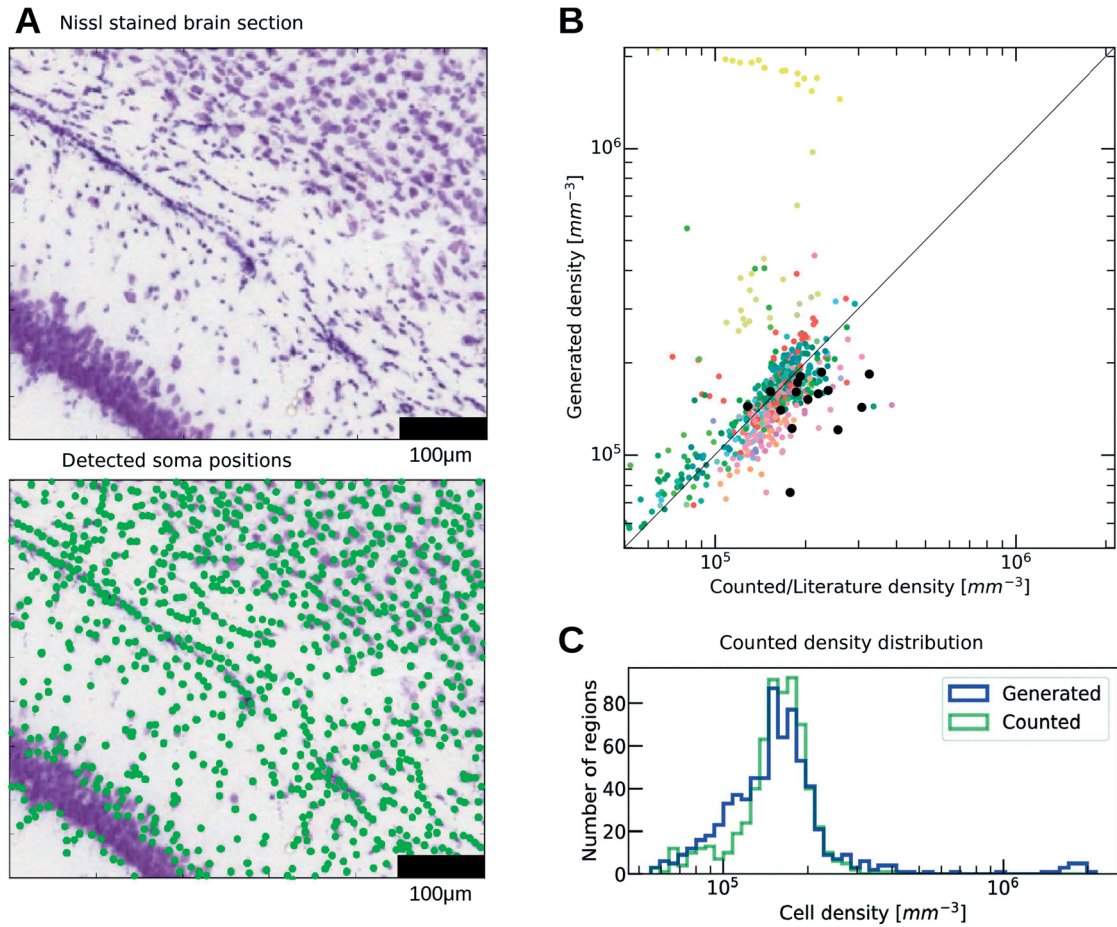 A Nissl stained brain section
100μm
Detected soma positions
100μm
B
Generated density [mm⁻³]
10⁶
10⁵
10⁵ 10⁶
Counted/Literature density [mm⁻³]
C Counted density distribution
Number of regions
80
60
40
20
0
Generated
Counted
10⁵ 10⁶
Cell density [mm⁻³]